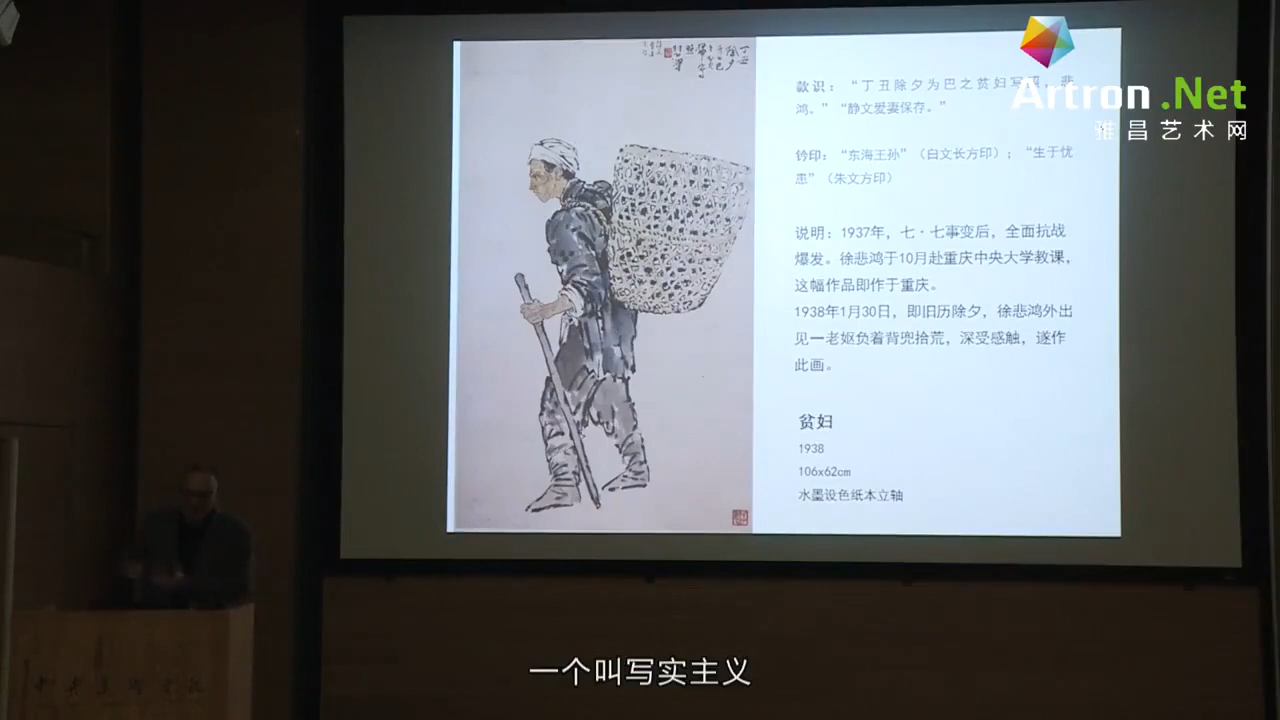 款识：“丁丑除夕为巴之贫妇写照，悲
鸿。”“静文爱妻保存。”
钤印：“东海王孙”（白文长方印）；“生于忧
患”（朱文方印）
说明：1937年，七·七事变后，全面抗战
爆发。徐悲鸿于10月赴重庆中央大学教课，
这幅作品即作于重庆。
1938年1月30日，即旧历除夕，徐悲鸿外出
见一老妪负着背兜拾荒，深受感触，遂作
此画。
贫妇
1938
106x62cm
水墨设色纸本立轴
Artron.Net
雅昌艺术网
中央美术学院
一个叫写实主义